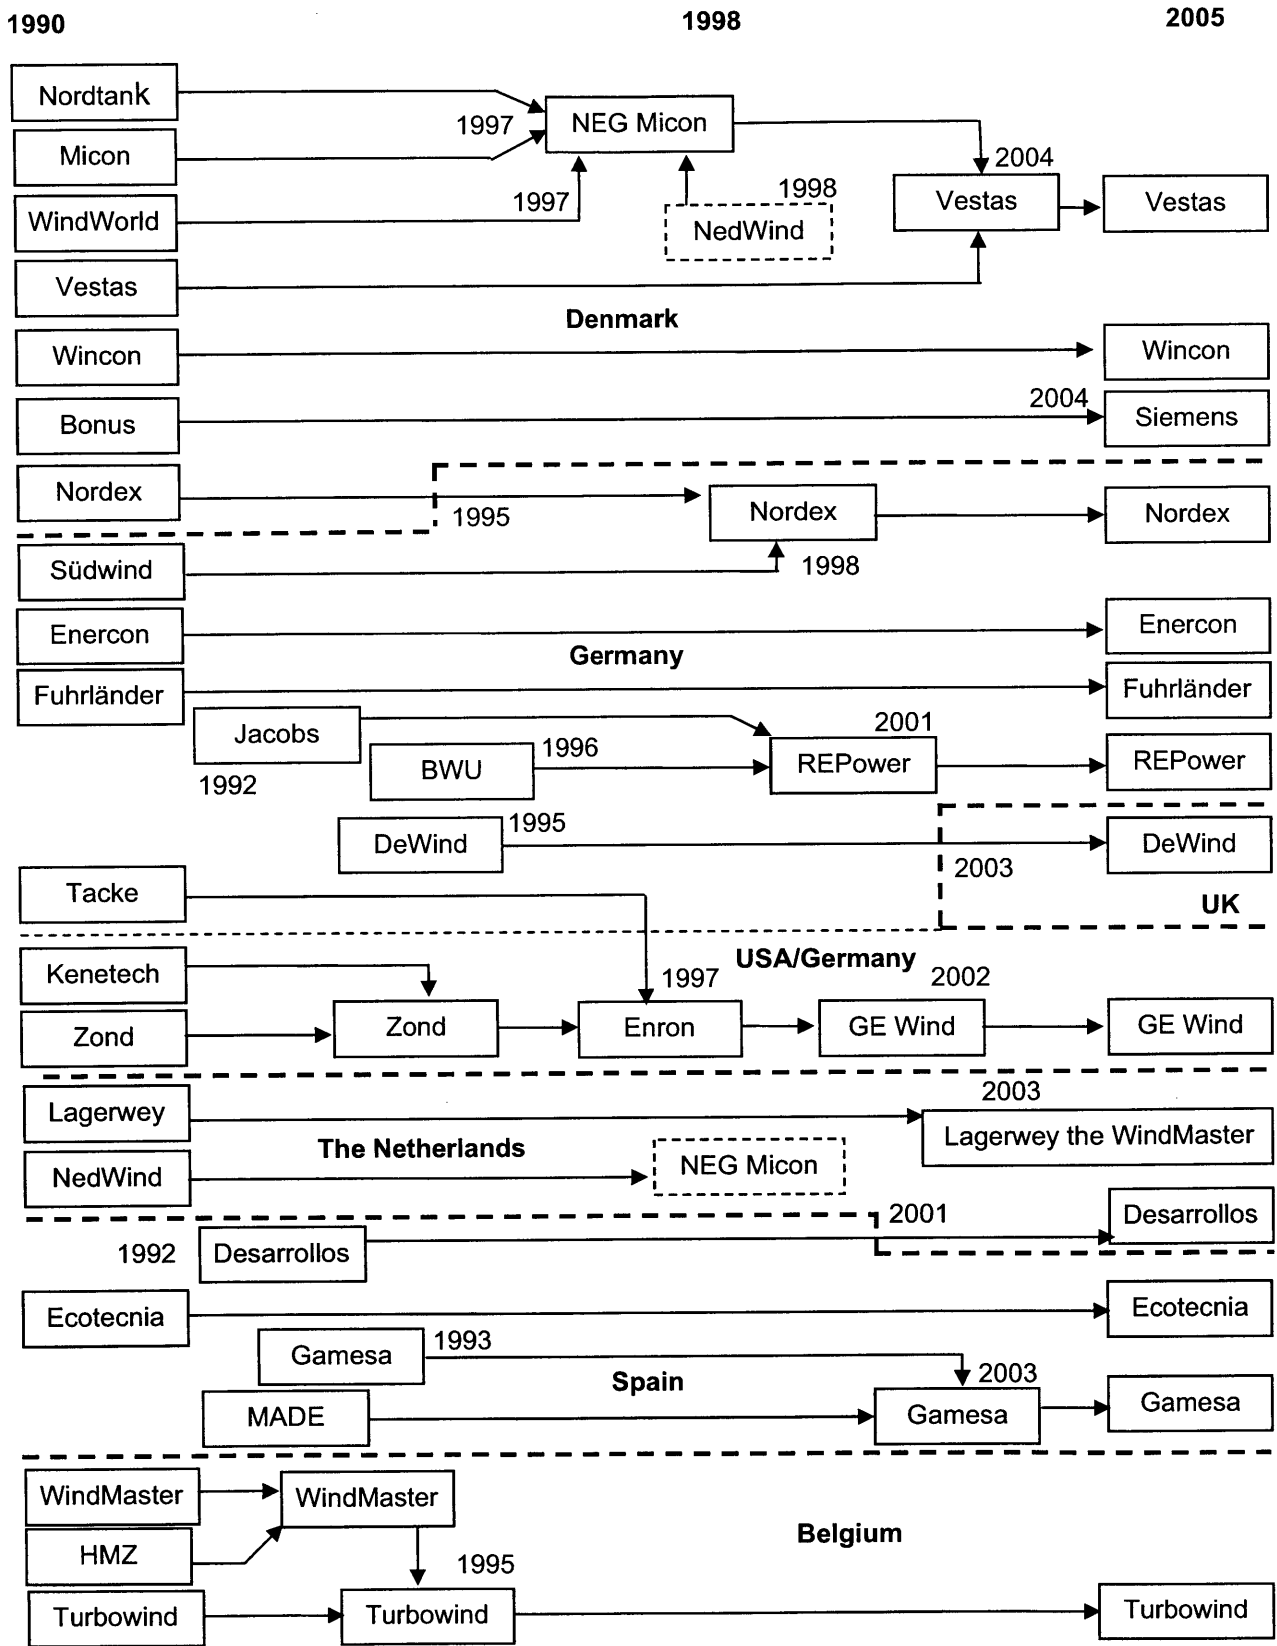 1990 1998 2005
Nordtank
1997
NEG Micon
Micon
2004
WindWorld
1997
1998
NedWind
Vestas
Vestas
Vestas
Denmark
Wincon
Wincon
Bonus
2004
Siemens
Nordex
1995
Nordex
Nordex
Südwind
1998
Enercon
Enercon
Germany
Fuhrländer
Fuhrländer
Jacobs
1992
BWU
1996
2001
REPower
REPower
DeWind
1995
2003
DeWind
UK
Tacke
USA/Germany
Kenetech
1997
2002
Zond
Zond
Enron
GE Wind
GE Wind
Lagerwey
2003
Lagerwey the WindMaster
The Netherlands
NedWind
NEG Micon
1992
Desarrollos
2001
Desarrollos
Ecotecnia
Ecotecnia
Gamesa
1993
Spain
2003
MADE
Gamesa
Gamesa
WindMaster
WindMaster
Belgium
HMZ
1995
Turbowind
Turbowind
Turbowind